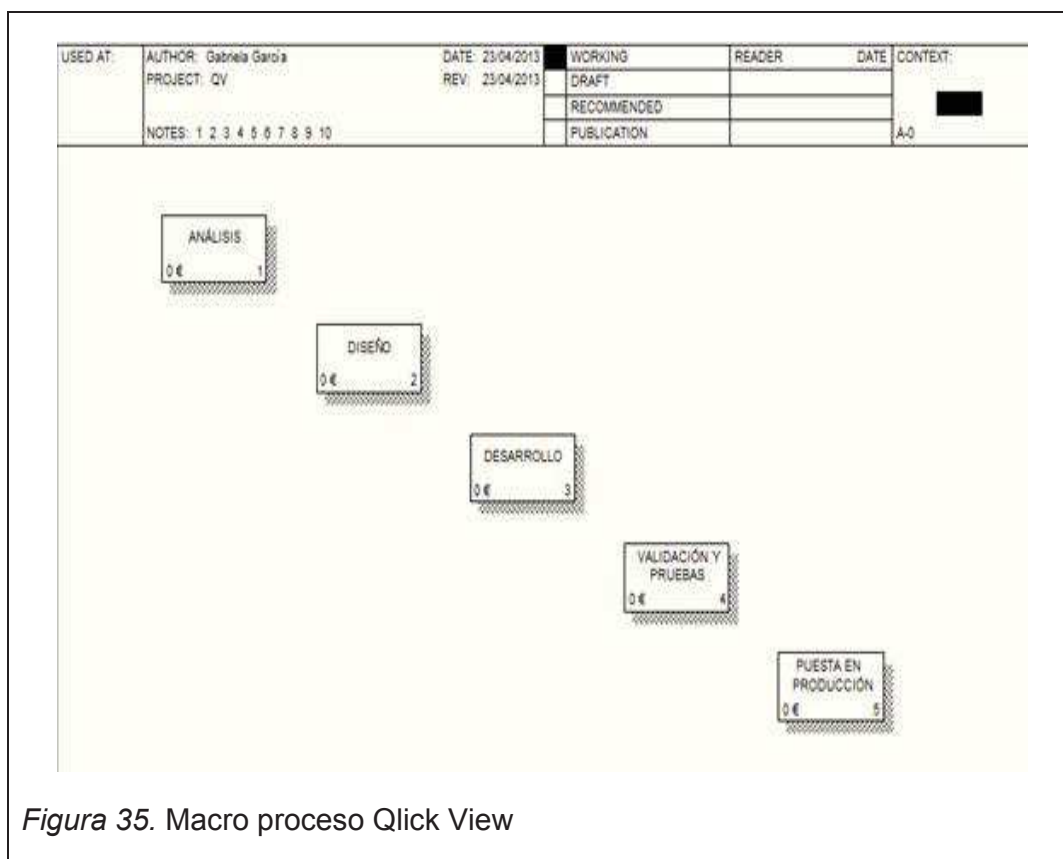 USED AT: AUTHOR: Gabriela García DATE: 23/04/2013 WORKING READER DATE CONTEXT:
PROJECT: QV REV: 23/04/2013 DRAFT
RECOMMENDED
NOTES: 1 2 3 4 5 6 7 8 9 10 PUBLICATION A-0
ANÁLISIS
0 € 1
DISEÑO
0 € 2
DESARROLLO
0 € 3
VALIDACIÓN Y
PRUEBAS
0 € 4
PUESTA EN
PRODUCCIÓN
0 € 5
Figura 35. Macro proceso Qlick View